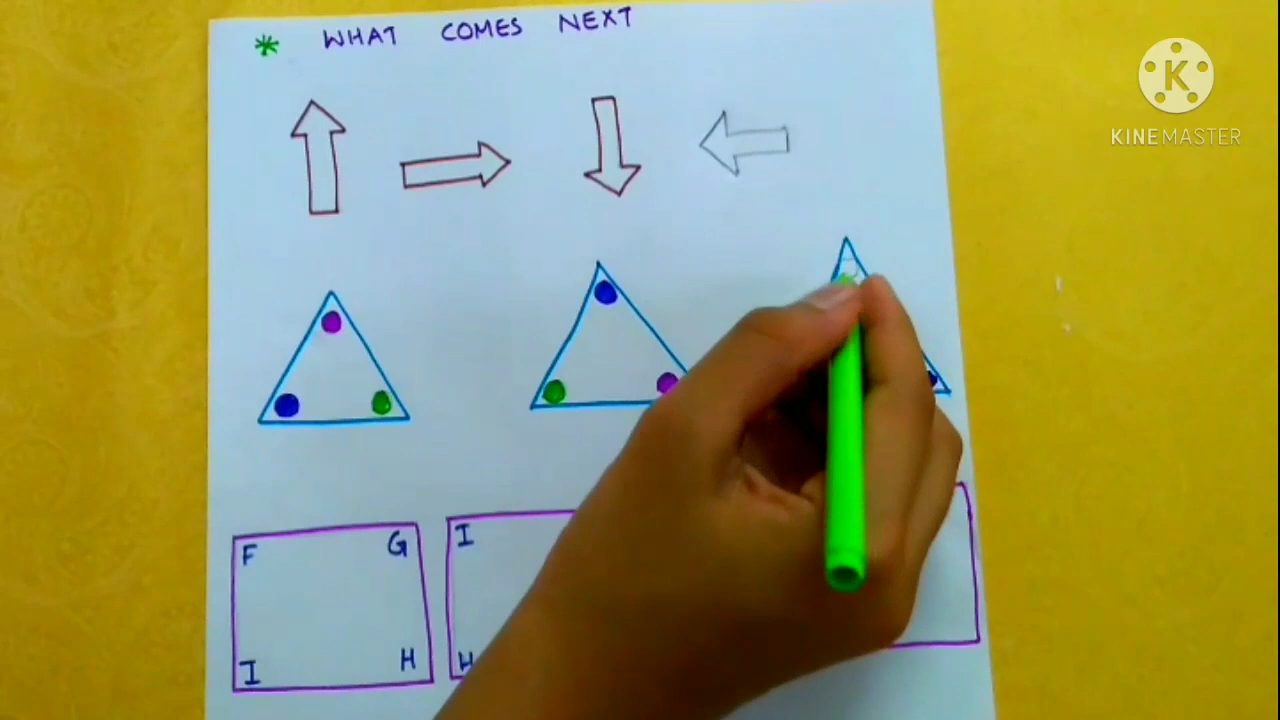 * WHAT COMES NEXT
K
KINEMASTER
F G
I H
I
H